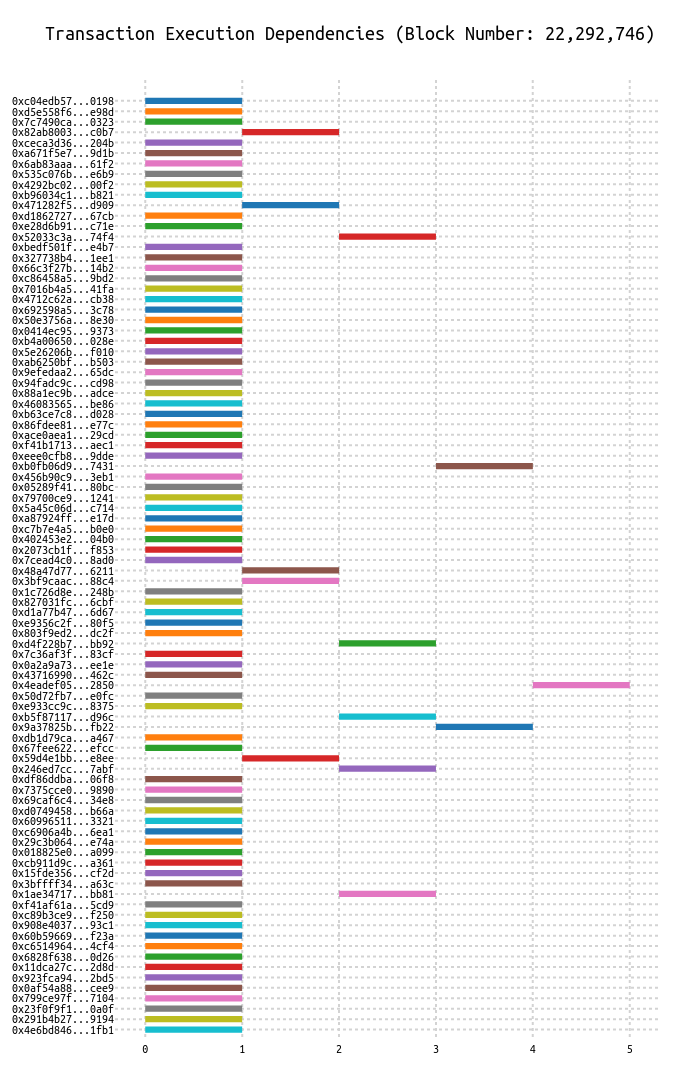 Transaction Execution Dependencies (Block Number: 22,292,746)
0xc04edb57...0198
0xd5e558f6...e98d
0x7c7490ca...0323
0x82ab8003...c0b7
0xceca3d36...204b
0xa671f5e7...9d1b
0x6ab83aaa...61f2
0x535c076b...e6b9
0x4292bc02...00f2
0xb96034c1...b821
0x471282f5...d909
0xd1862727...67cb
0xe28d6b91...c71e
0x52033c3a...74f4
0xbedf501f...e4b7
0x327738b4...1ee1
0x66c3f27b...14b2
0xc86458a5...9bd2
0x7016b4a5...41fa
0x4712c62a...cb38
0x692598a5...3c78
0x50e3756a...8e30
0x0414ec95...9373
0xb4a00650...028e
0x5e26206b...f010
0xab6250bf...b503
0x9efedaa2...65dc
0x94fadc9c...cd98
0x88a1ec9b...adce
0x46083565...be86
0xb63ce7c8...d028
0x86fdee81...e77c
0xace0aea1...29cd
0xf41b1713...aec1
0xeee0cfb8...9dde
0xb0fb06d9...7431
0x456b90c9...3eb1
0x05289f41...80bc
0x79700ce9...1241
0x5a45c06d...c714
0xa87924ff...e17d
0xc7b7e4a5...b0e0
0x402453e2...04b0
0x2073cb1f...f853
0x7cead4c0...8ad0
0x48a47d77...6211
0x3bf9caac...88c4
0x1c726d8e...248b
0x827031fc...6cbf
0xd1a77b47...6d67
0xe9356c2f...80f5
0x803f9ed2...dc2f
0xd4f228b7...bb92
0x7c36af3f...83cf
0x0a2a9a73...ee1e
0x43716990...462c
0x4eadef05...2850
0x50d72fb7...e0fc
0xe933cc9c...8375
0xb5f87117...d96c
0x9a37825b...fb22
0xdb1d79ca...a467
0x67fee622...efcc
0x59d4e1bb...e8ee
0x246ed7cc...7abf
0xdf86ddba...06f8
0x7375cce0...9890
0x69caf6c4...34e8
0xd0749458...b66a
0x60996511...3321
0xc6906a4b...6ea1
0x29c3b064...e74a
0x018825e0...a099
0xcb911d9c...a361
0x15fde356...cf2d
0x3bffff34...a63c
0x1ae34717...bb81
0xf41af61a...5cd9
0xc89b3ce9...f250
0x908e4037...93c1
0x60b59669...f23a
0xc6514964...4cf4
0x6828f638...0d26
0x11dca27c...2d8d
0x923fca94...2bd5
0x0af54a88...cee9
0x799ce97f...7104
0x23f0f9f1...0a0f
0x291b4b27...9194
0x4e6bd846...1fb1
0 1 2 3 4 5